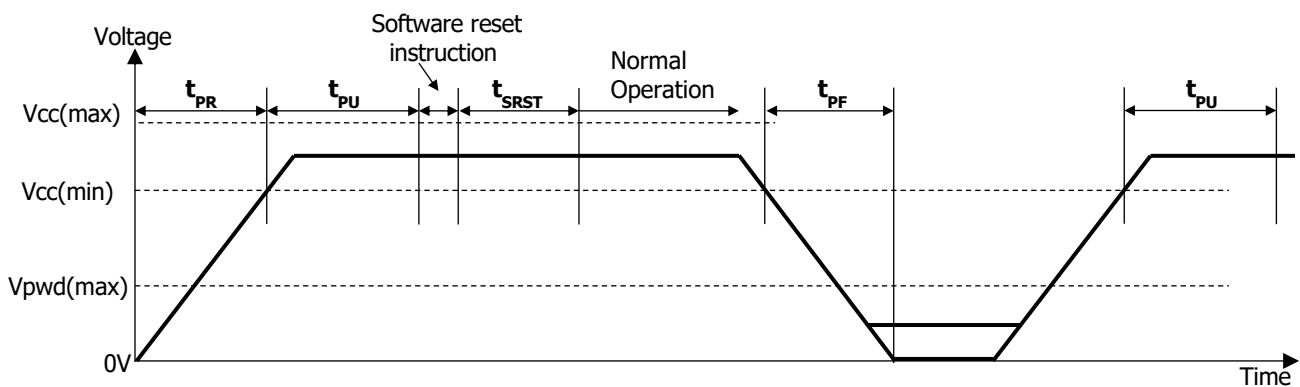 Software reset
instruction
Voltage
Normal
Operation
tPR
tPU
tSRST
tPF
tPU
Vcc(max)
Vcc(min)
Vpwd(max)
0V
Time